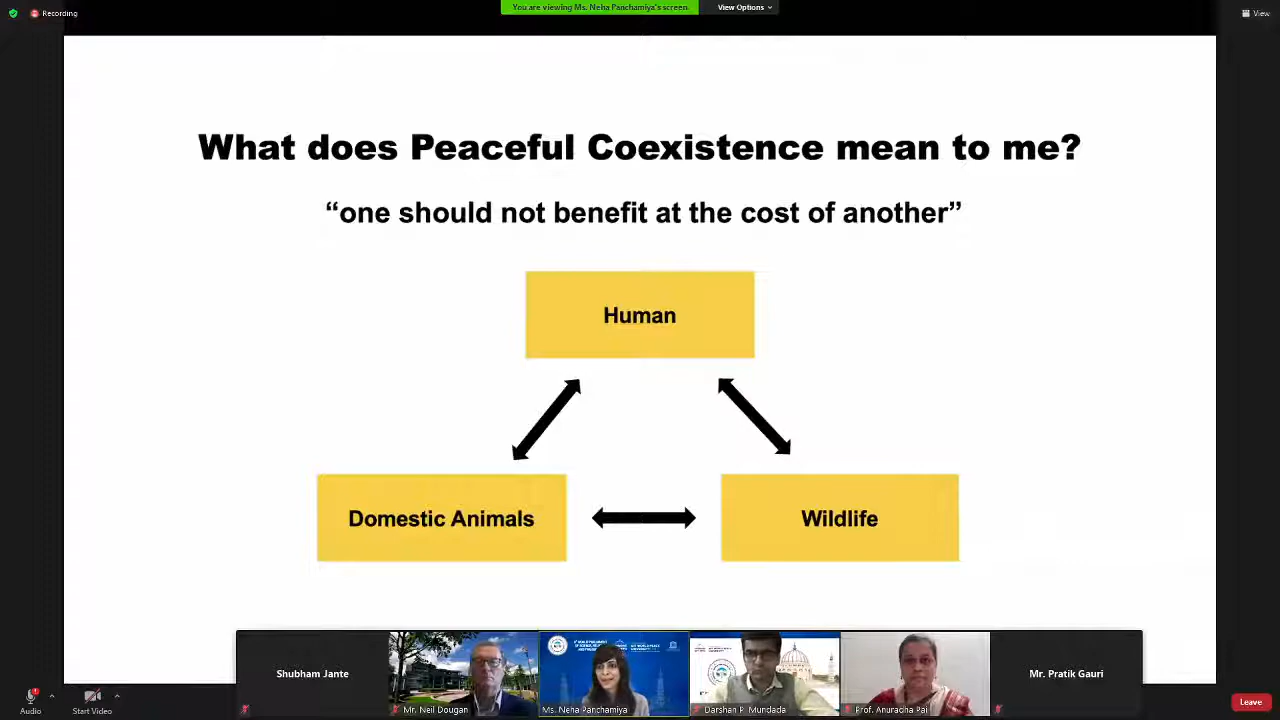 Recording
You are viewing Ms. Neha Panchamiya's screen
View Options
View
What does Peaceful Coexistence mean to me?
“one should not benefit at the cost of another”
Human
Domestic Animals
Wildlife
Shubham Jante
Mr. Neil Dougan
Ms. Neha Panchamiya
Darshan P. Mundada
Prof. Anuradha Pai
Mr. Pratik Gauri
Audio
Start Video
Leave